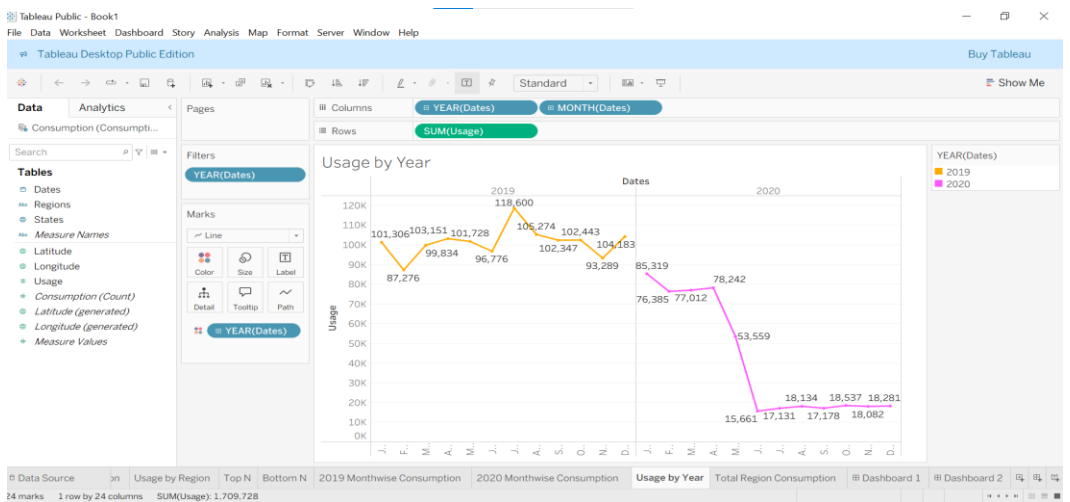 Tableau Public - Book1
File Data Worksheet Dashboard Story Analysis Map Format Server Window Help
Tableau Desktop Public Edition
Buy Tableau
Standard
Show Me
Data
Analytics
Consumption (Consumpti...
Search
Tables
Dates
Abc Regions
States
Abc Measure Names
Latitude
Longitude
Usage
Consumption (Count)
Latitude (generated)
Longitude (generated)
Measure Values
Pages
Filters
YEAR(Dates)
Marks
Line
Color
Size
Label
Detail
Tooltip
Path
YEAR(Dates)
Columns
YEAR(Dates)
MONTH(Dates)
Rows
SUM(Usage)
Usage by Year
Dates
2019
2020
Usage
120K
110K
100K
90K
80K
70K
60K
50K
40K
30K
20K
10K
0K
101,306
87,276
99,834
103,151
101,728
96,776
118,600
105,274
102,347
102,443
93,289
104,183
85,319
76,385
77,012
78,242
53,559
15,661
17,131
18,134
17,178
18,537
18,082
18,281
J..
F..
M..
A..
M..
J..
J..
A..
S..
O..
N..
D..
J..
F..
M..
A..
M..
J..
J..
A..
S..
O..
N..
D..
YEAR(Dates)
2019
2020
Data Source
on
Usage by Region
Top N
Bottom N
2019 Monthwise Consumption
2020 Monthwise Consumption
Usage by Year
Total Region Consumption
Dashboard 1
Dashboard 2
24 marks 1 row by 24 columns SUM(Usage): 1,709,728